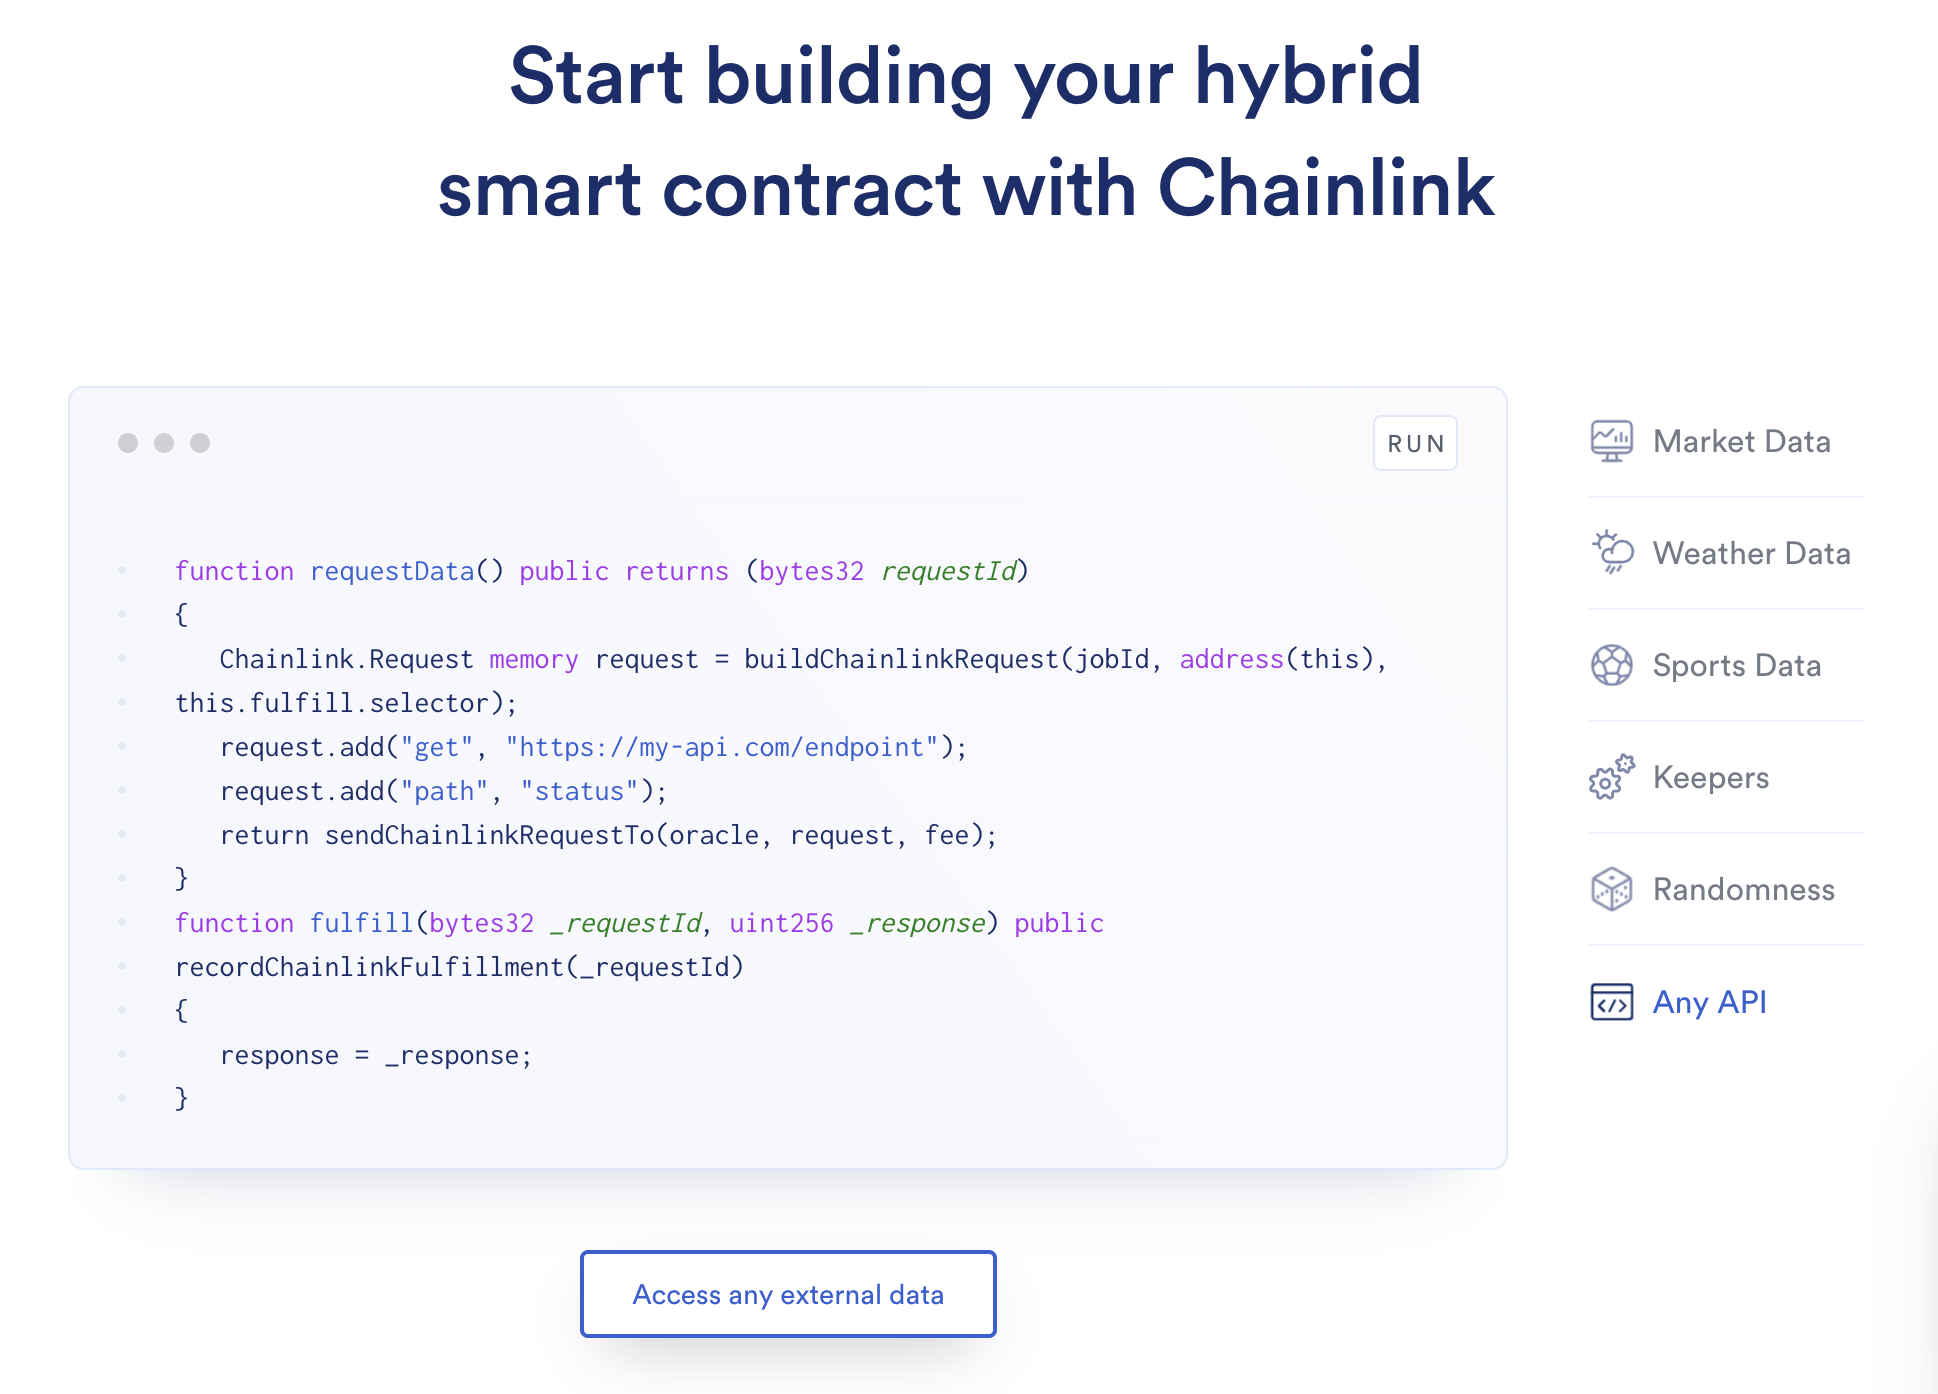 Start building your hybrid
smart contract with Chainlink
RUN
function requestData() public returns (bytes32 requestId)
{
   Chainlink.Request memory request = buildChainlinkRequest(jobId, address(this),
this.fulfill.selector);
   request.add("get", "https://my-api.com/endpoint");
   request.add("path", "status");
   return sendChainlinkRequestTo(oracle, request, fee);
}
function fulfill(bytes32 _requestId, uint256 _response) public
recordChainlinkFulfillment(_requestId)
{
   response = _response;
}
Market Data
Weather Data
Sports Data
Keepers
Randomness
Any API
Access any external data